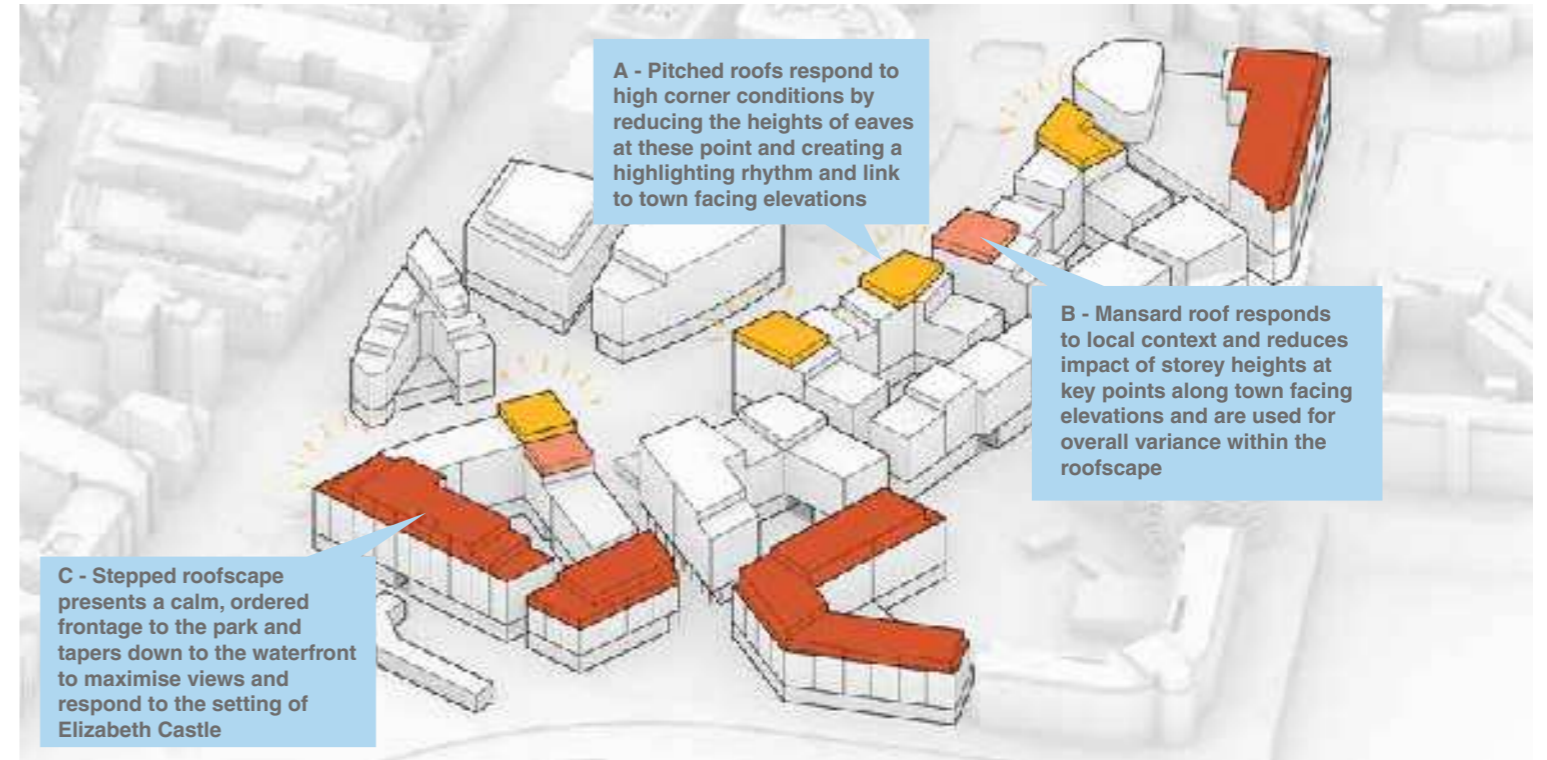 A - Pitched roofs respond to
high corner conditions by
reducing the heights of eaves
at these point and creating a
highlighting rhythm and link
to town facing elevations
B - Mansard roof responds
to local context and reduces
impact of storey heights at
key points along town facing
elevations and are used for
overall variance within the
roofscape
C - Stepped roofscape
presents a calm, ordered
frontage to the park and
tapers down to the waterfront
to maximise views and
respond to the setting of
Elizabeth Castle